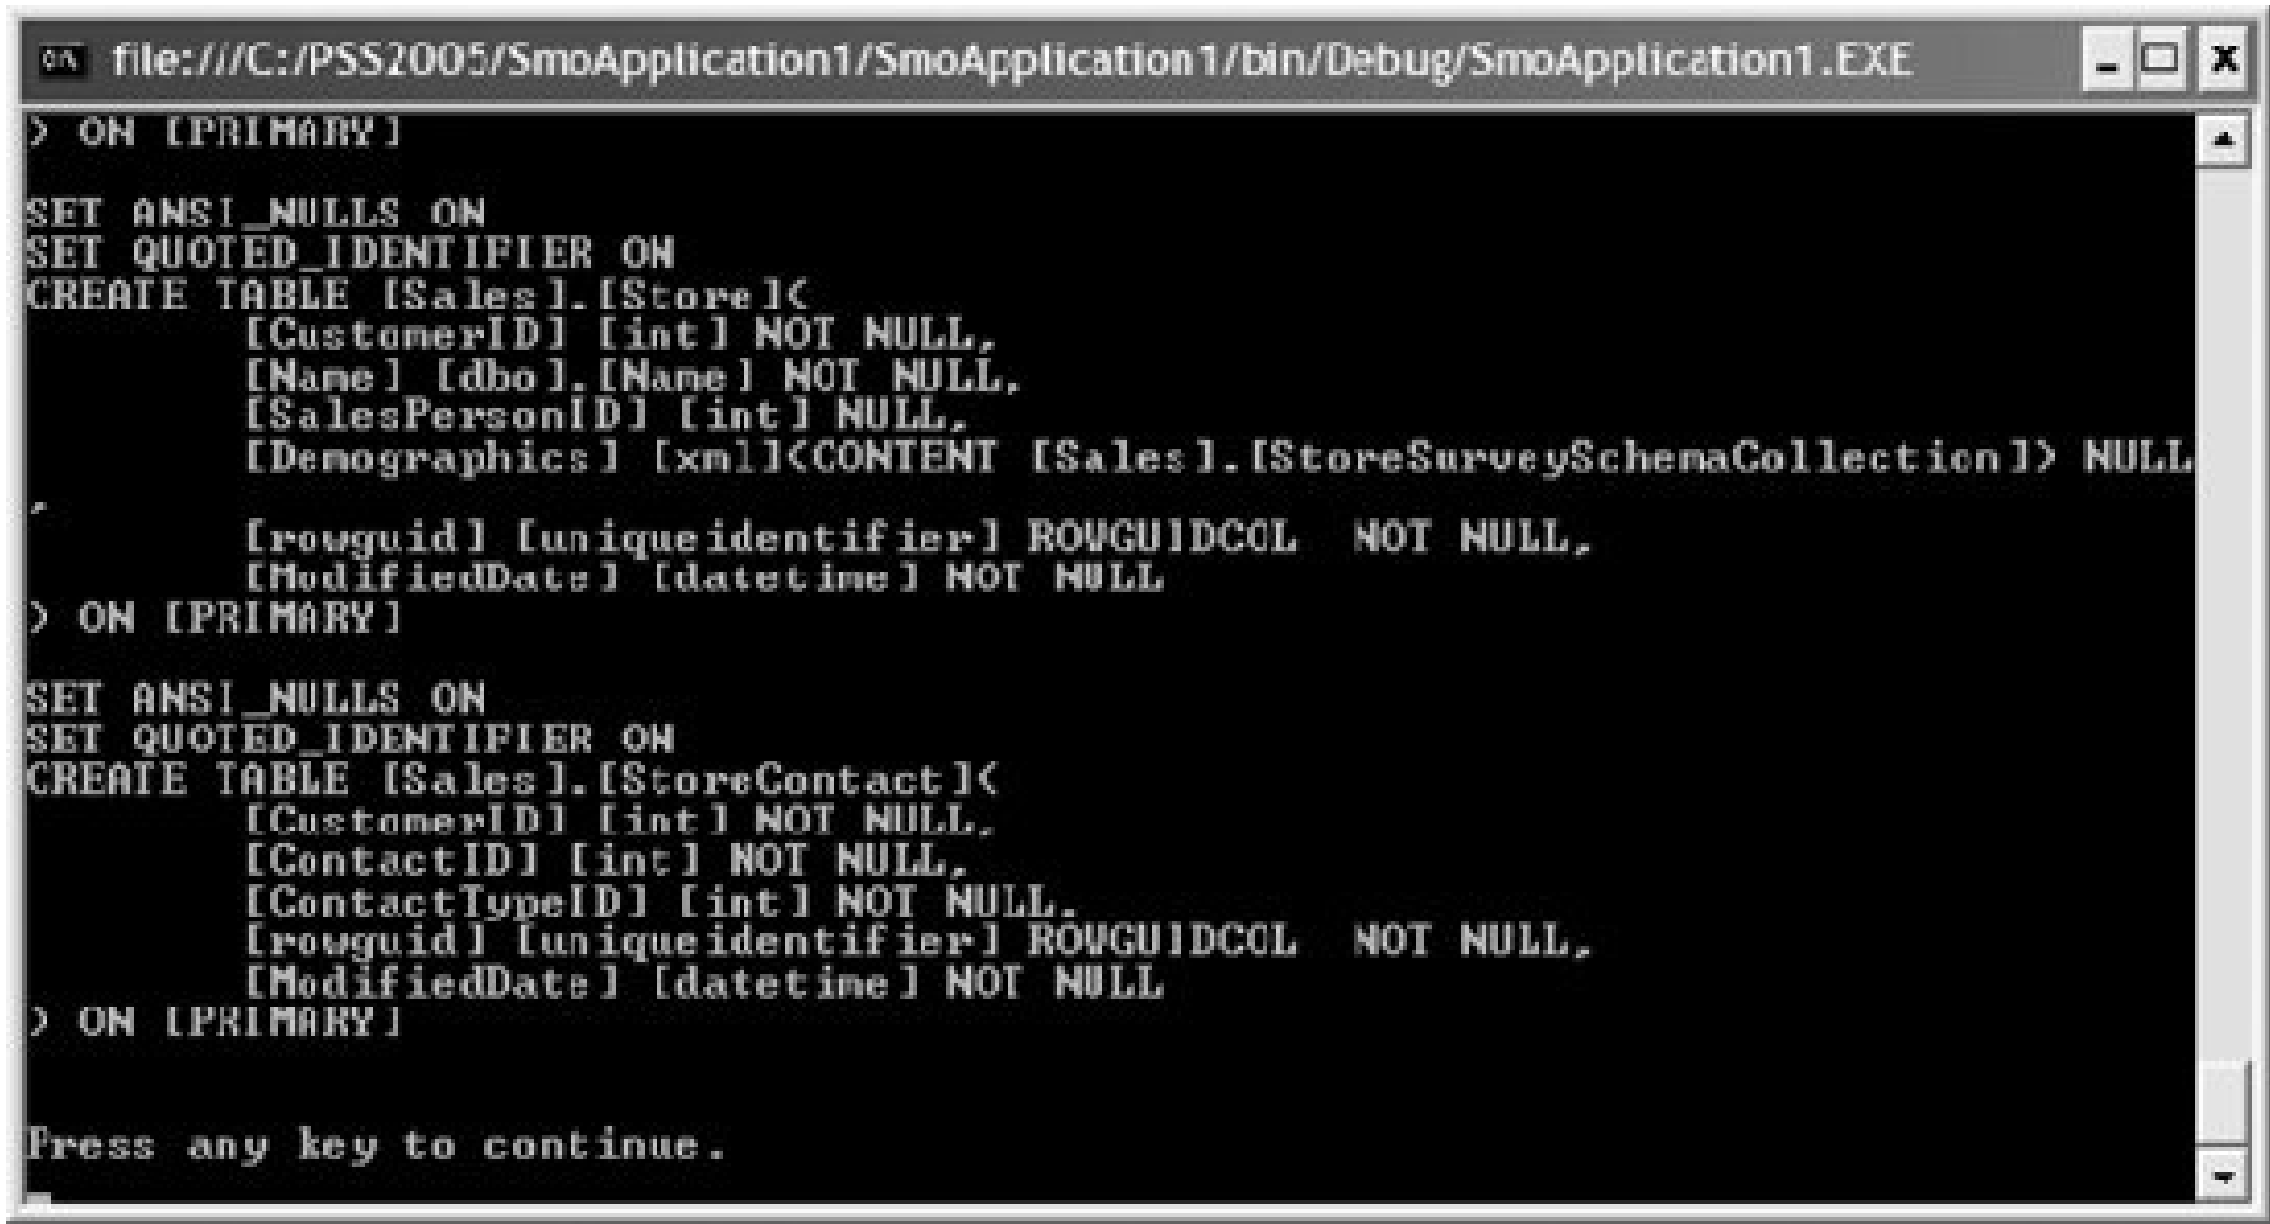 file:///C:/PSS2005/SmoApplication1/SmoApplication1/bin/Debug/SmoApplication1.EXE
) ON [PRIMARY]
SET ANSI_NULLS ON
SET QUOTED_IDENTIFIER ON
CREATE TABLE [Sales].[Store](
[CustomerID] [int] NOT NULL,
[Name] [dbo].[Name] NOT NULL,
[SalesPersonID] [int] NULL,
[Demographics] [xml](CONTENT [Sales].[StoreSurveySchemaCollection]) NULL
,
[rowguid] [uniqueidentifier] ROWGUIDCOL  NOT NULL,
[ModifiedDate] [datetime] NOT NULL
) ON [PRIMARY]
SET ANSI_NULLS ON
SET QUOTED_IDENTIFIER ON
CREATE TABLE [Sales].[StoreContact](
[CustomerID] [int] NOT NULL,
[ContactID] [int] NOT NULL,
[ContactTypeID] [int] NOT NULL,
[rowguid] [uniqueidentifier] ROWGUIDCOL  NOT NULL,
[ModifiedDate] [datetime] NOT NULL
) ON [PRIMARY]
Press any key to continue.